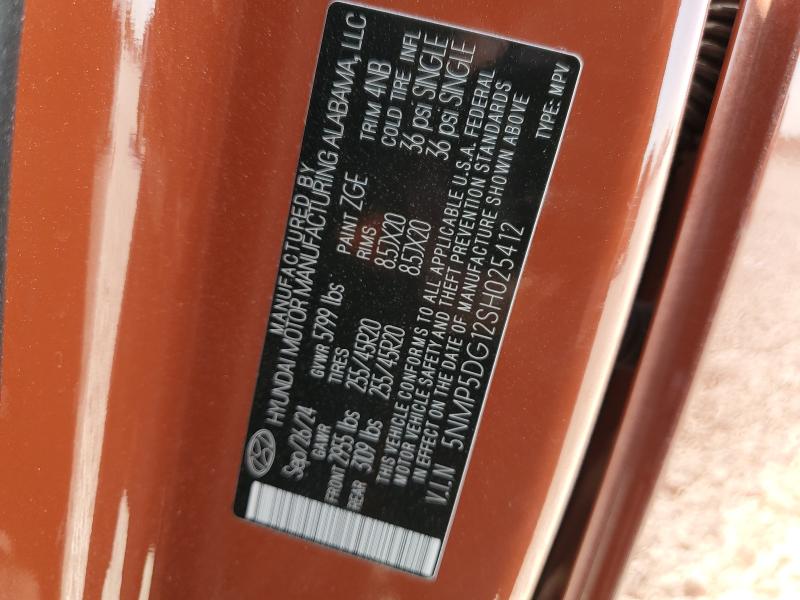 MANUFACTURED BY
HYUNDAI MOTOR MANUFACTURING ALABAMA, LLC
Sep/26/24 GVWR 5799 lbs PAINT ZGE TRIM 4NB
GAWR TIRES RIMS COLD TIRE INFL
FRONT 2955 lbs 255/45R20 8.5JX20 36 psi SINGLE
REAR 3109 lbs 255/45R20 8.5JX20 36 psi SINGLE
THIS VEHICLE CONFORMS TO ALL APPLICABLE U.S.A. FEDERAL
MOTOR VEHICLE SAFETY AND THEFT PREVENTION STANDARDS
IN EFFECT ON THE DATE OF MANUFACTURE SHOWN ABOVE
V.I.N 5NMP5DG12SH025412 TYPE: MPV